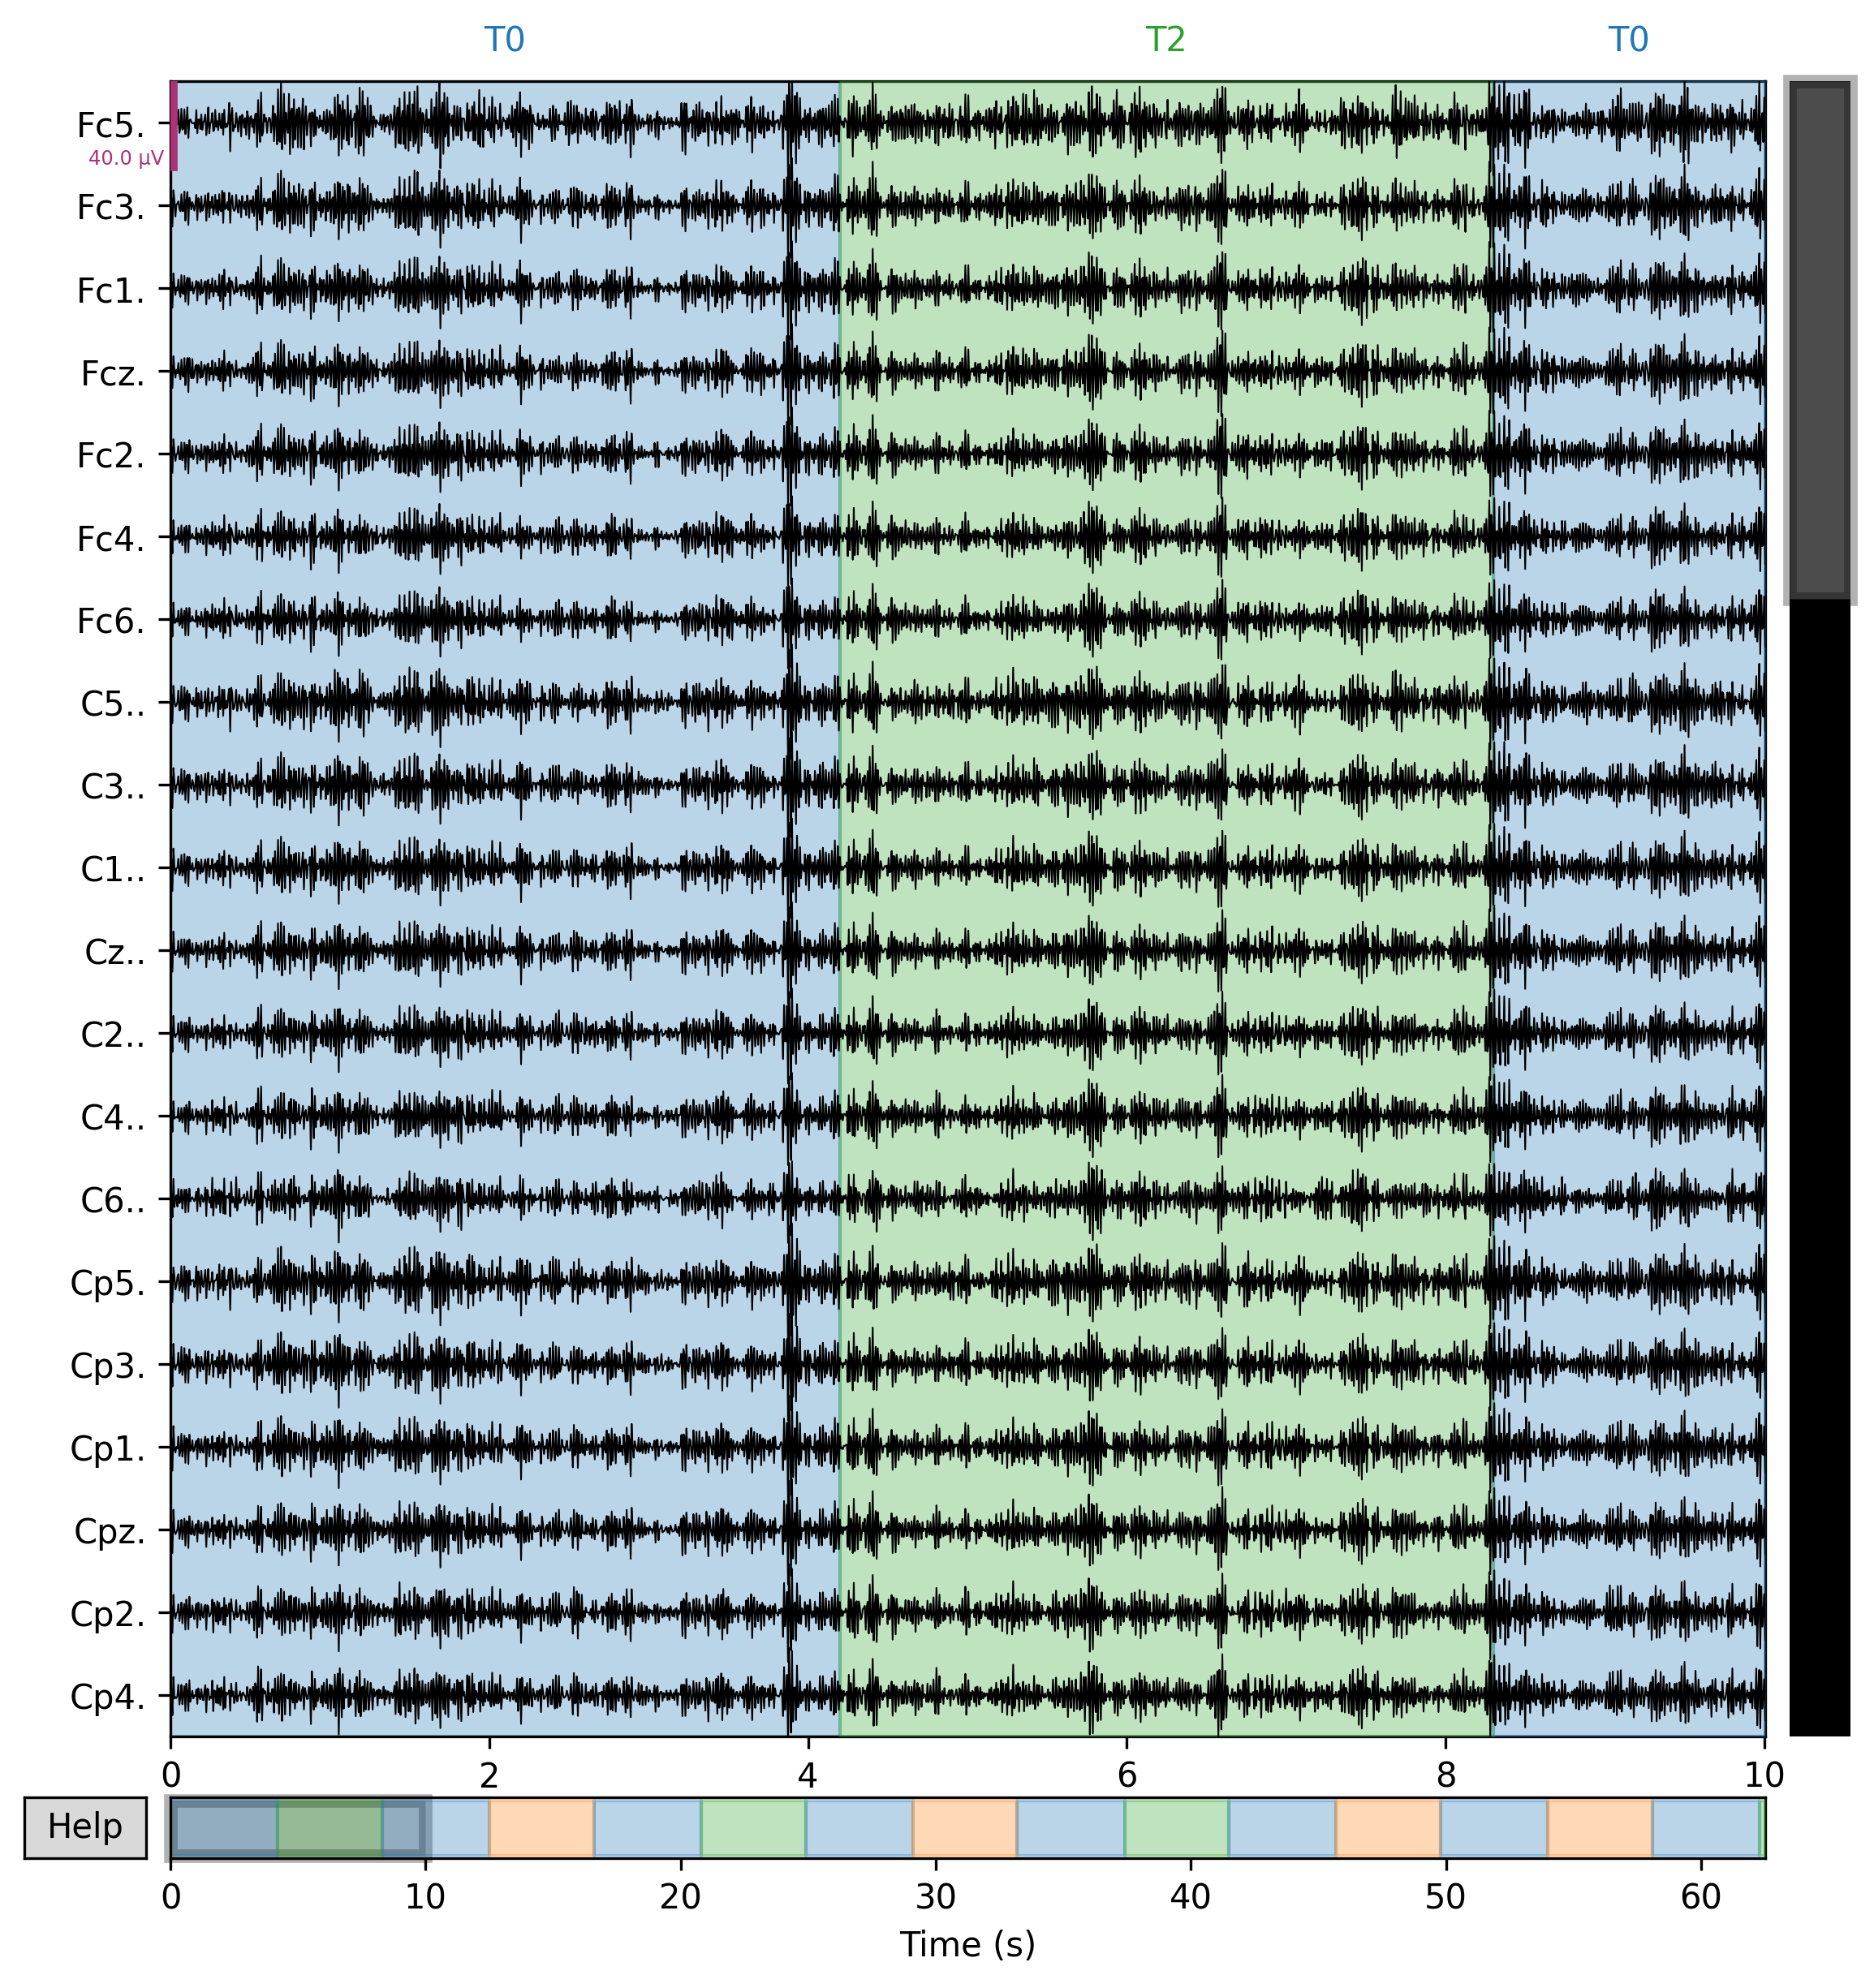 T0 T2 T0
Fc5.
40.0 µV
Fc3.
Fc1.
Fcz.
Fc2.
Fc4.
Fc6.
C5..
C3..
C1..
Cz..
C2..
C4..
C6..
Cp5.
Cp3.
Cp1.
Cpz.
Cp2.
Cp4.
0 2 4 6 8 10
Help
0 10 20 30 40 50 60
Time (s)